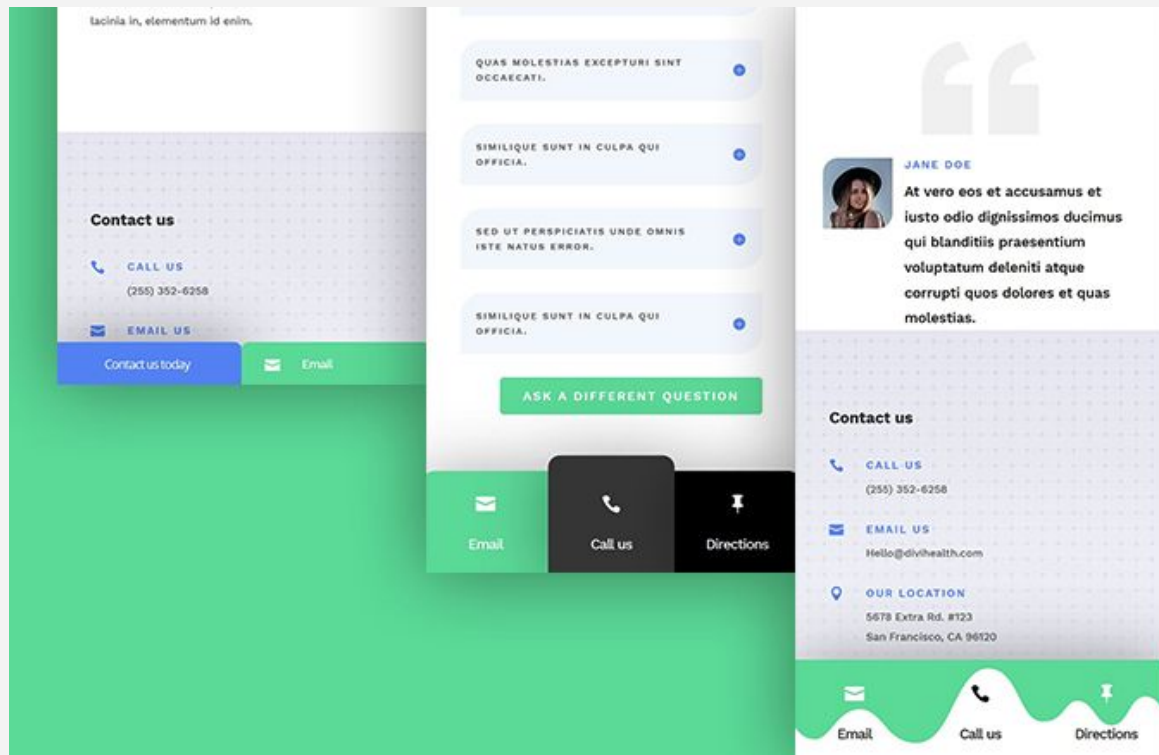 lacinia in, elementum id enim.
Contact us
CALL US
(255) 352-6258
EMAIL US
Contact us today
Email
QUAS MOLESTIAS EXCEPTURI SINT
OCCAECATI.
SIMILIQUE SUNT IN CULPA QUI
OFFICIA.
SED UT PERSPICIATIS UNDE OMNIS
ISTE NATUS ERROR.
SIMILIQUE SUNT IN CULPA QUI
OFFICIA.
ASK A DIFFERENT QUESTION
Email
Call us
Directions
“
JANE DOE
At vero eos et accusamus et
iusto odio dignissimos ducimus
qui blanditiis praesentium
voluptatum deleniti atque
corrupti quos dolores et quas
molestias.
Contact us
CALL US
(255) 352-6258
EMAIL US
Hello@divihealth.com
OUR LOCATION
5678 Extra Rd. #123
San Francisco, CA 96120
Email
Call us
Directions